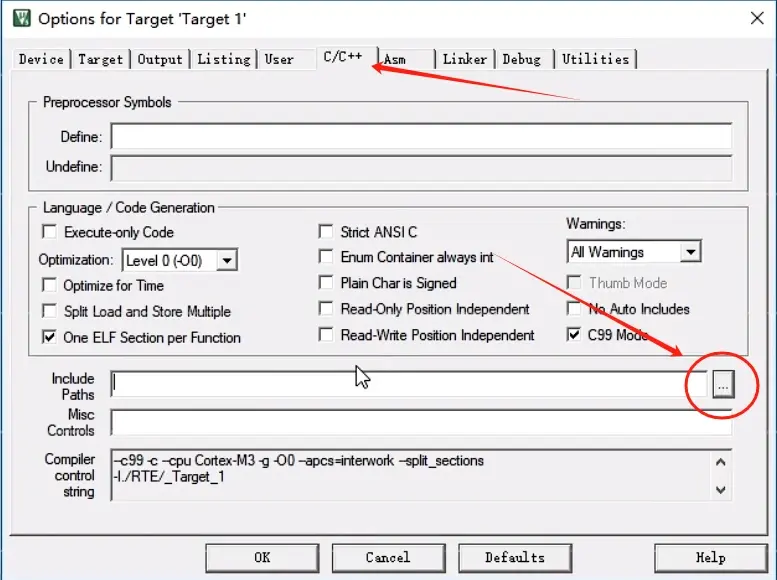 Options for Target 'Target 1'
Device Target Output Listing User C/C++ Asm Linker Debug Utilities
Preprocessor Symbols
Define:
Undefine:
Language / Code Generation
Execute-only Code
Optimization: Level 0 (-O0)
Optimize for Time
Split Load and Store Multiple
One ELF Section per Function
Strict ANSI C
Enum Container always int
Plain Char is Signed
Read-Only Position Independent
Read-Write Position Independent
Warnings:
All Warnings
Thumb Mode
No Auto Includes
C99 Mode
Include
Paths
...
Misc
Controls
Compiler
control
string
--c99 -c --cpu Cortex-M3 -g -O0 --apcs=interwork --split_sections
-I./RTE/_Target_1
OK Cancel Defaults Help